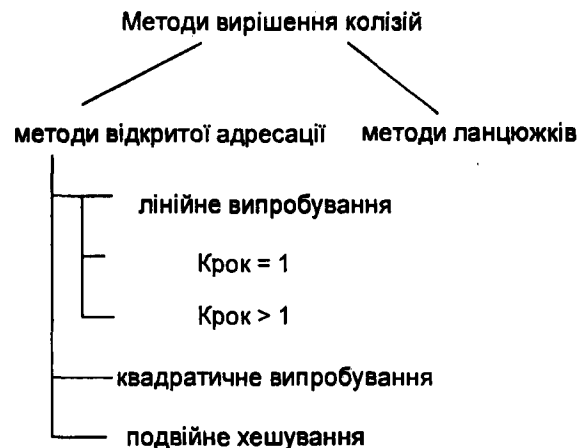 Методи вирішення колізій
методи відкритої адресації методи ланцюжків
лінійне випробування
Крок = 1
Крок > 1
квадратичне випробування
подвійне хешування